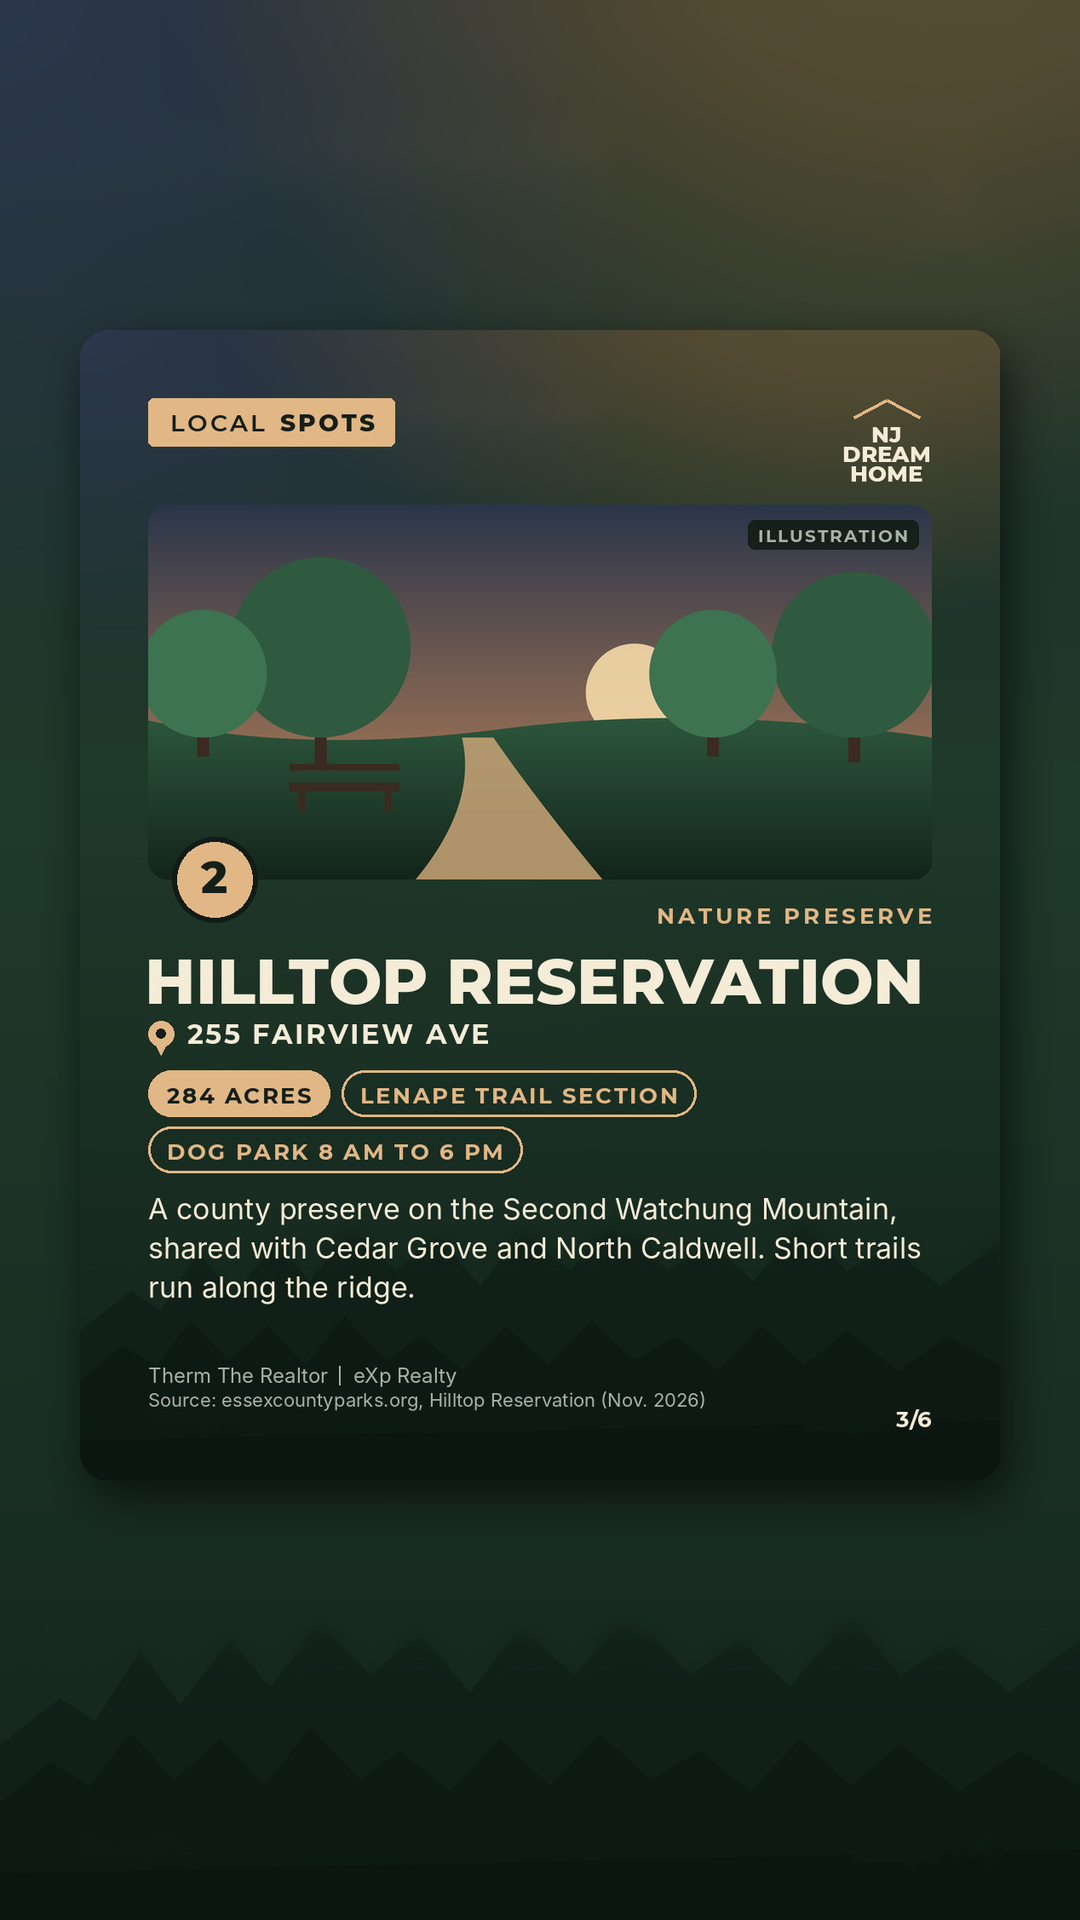 LOCAL SPOTS
NJ
DREAM
HOME
ILLUSTRATION
2
NATURE PRESERVE
HILLTOP RESERVATION
255 FAIRVIEW AVE
284 ACRES
LENAPE TRAIL SECTION
DOG PARK 8 AM TO 6 PM
A county preserve on the Second Watchung Mountain,
shared with Cedar Grove and North Caldwell. Short trails
run along the ridge.
Therm The Realtor | eXp Realty
Source: essexcountyparks.org, Hilltop Reservation (Nov. 2026)
3/6